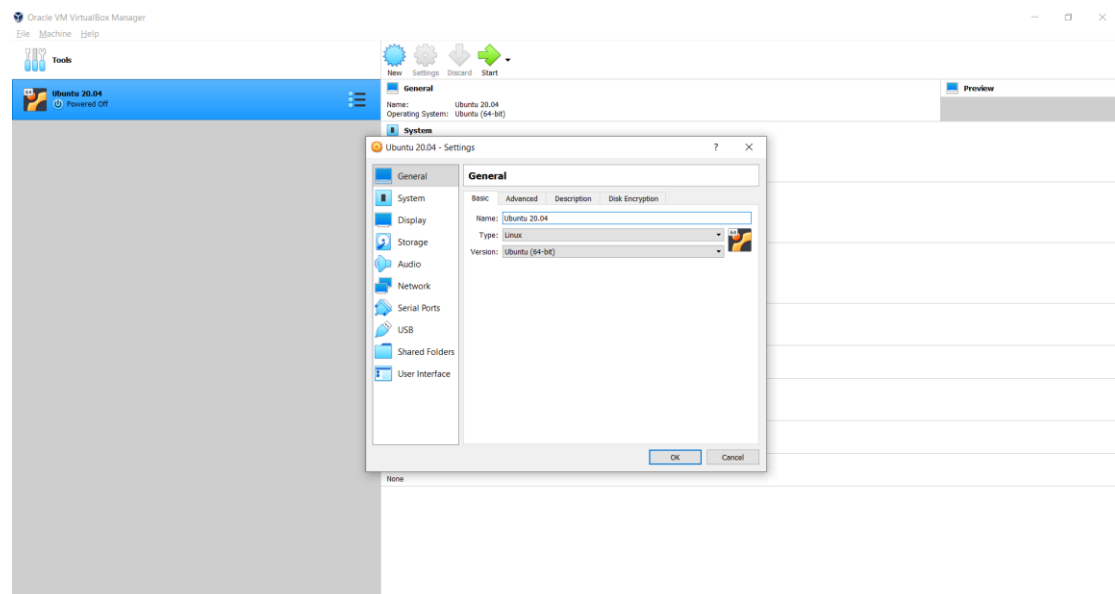 Oracle VM VirtualBox Manager
File Machine Help
Tools
New Settings Discard Start
Ubuntu 20.04
Powered Off
General
Name: Ubuntu 20.04
Operating System: Ubuntu (64-bit)
Preview
System
Ubuntu 20.04 - Settings
? 
General
System
Display
Storage
Audio
Network
Serial Ports
USB
Shared Folders
User Interface
General
Basic Advanced Description Disk Encryption
Name: Ubuntu 20.04
Type: Linux
Version: Ubuntu (64-bit)
64
OK Cancel
None